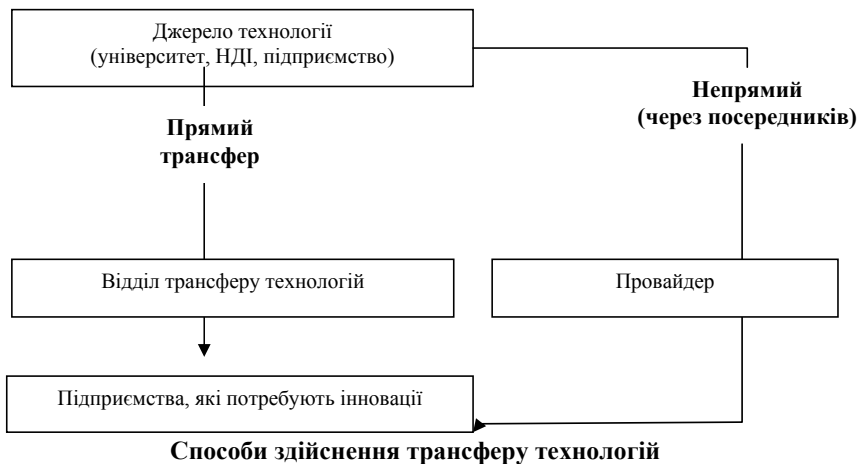 Джерело технології
(університет, НДІ, підприємство)
Непрямий
(через посередників)
Прямий
трансфер
Відділ трансферу технологій
Провайдер
Підприємства, які потребують інновації
Способи здійснення трансферу технологій